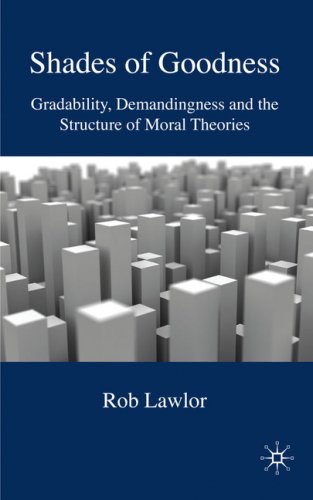 Shades of Goodness
Gradability, Demandingness and the
Structure of Moral Theories
Rob Lawlor